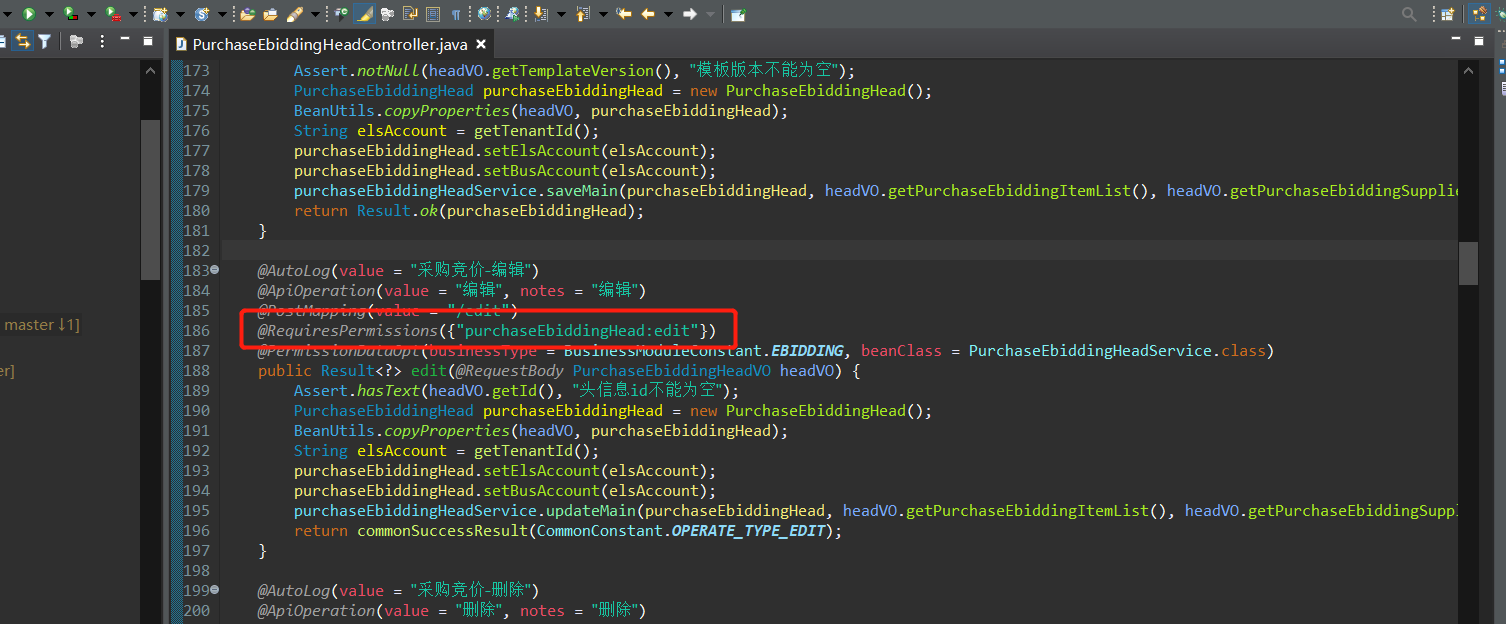 PurchaseEbiddingHeadController.java
master ↓1]
er]
173 Assert.notNull(headVO.getTemplateVersion(), "模板版本不能为空");
174 PurchaseEbiddingHead purchaseEbiddingHead = new PurchaseEbiddingHead();
175 BeanUtils.copyProperties(headVO, purchaseEbiddingHead);
176 String elsAccount = getTenantId();
177 purchaseEbiddingHead.setElsAccount(elsAccount);
178 purchaseEbiddingHead.setBusAccount(elsAccount);
179 purchaseEbiddingHeadService.saveMain(purchaseEbiddingHead, headVO.getPurchaseEbiddingItemList(), headVO.getPurchaseEbiddingSupplie
180 return Result.ok(purchaseEbiddingHead);
181 }
182
183 @AutoLog(value = "采购竞价-编辑")
184 @ApiOperation(value = "编辑", notes = "编辑")
185 @PostMapping(value = "/edit")
186 @RequiresPermissions({"purchaseEbiddingHead:edit"})
187 @PermissionDataOpt(businessType = BusinessModuleConstant.EBIDDING, beanClass = PurchaseEbiddingHeadService.class)
188 public Result<?> edit(@RequestBody PurchaseEbiddingHeadVO headVO) {
189 Assert.hasText(headVO.getId(), "头信息id不能为空");
190 PurchaseEbiddingHead purchaseEbiddingHead = new PurchaseEbiddingHead();
191 BeanUtils.copyProperties(headVO, purchaseEbiddingHead);
192 String elsAccount = getTenantId();
193 purchaseEbiddingHead.setElsAccount(elsAccount);
194 purchaseEbiddingHead.setBusAccount(elsAccount);
195 purchaseEbiddingHeadService.updateMain(purchaseEbiddingHead, headVO.getPurchaseEbiddingItemList(), headVO.getPurchaseEbiddingSuppl
196 return commonSuccessResult(CommonConstant.OPERATE_TYPE_EDIT);
197 }
198
199 @AutoLog(value = "采购竞价-删除")
200 @ApiOperation(value = "删除", notes = "删除")